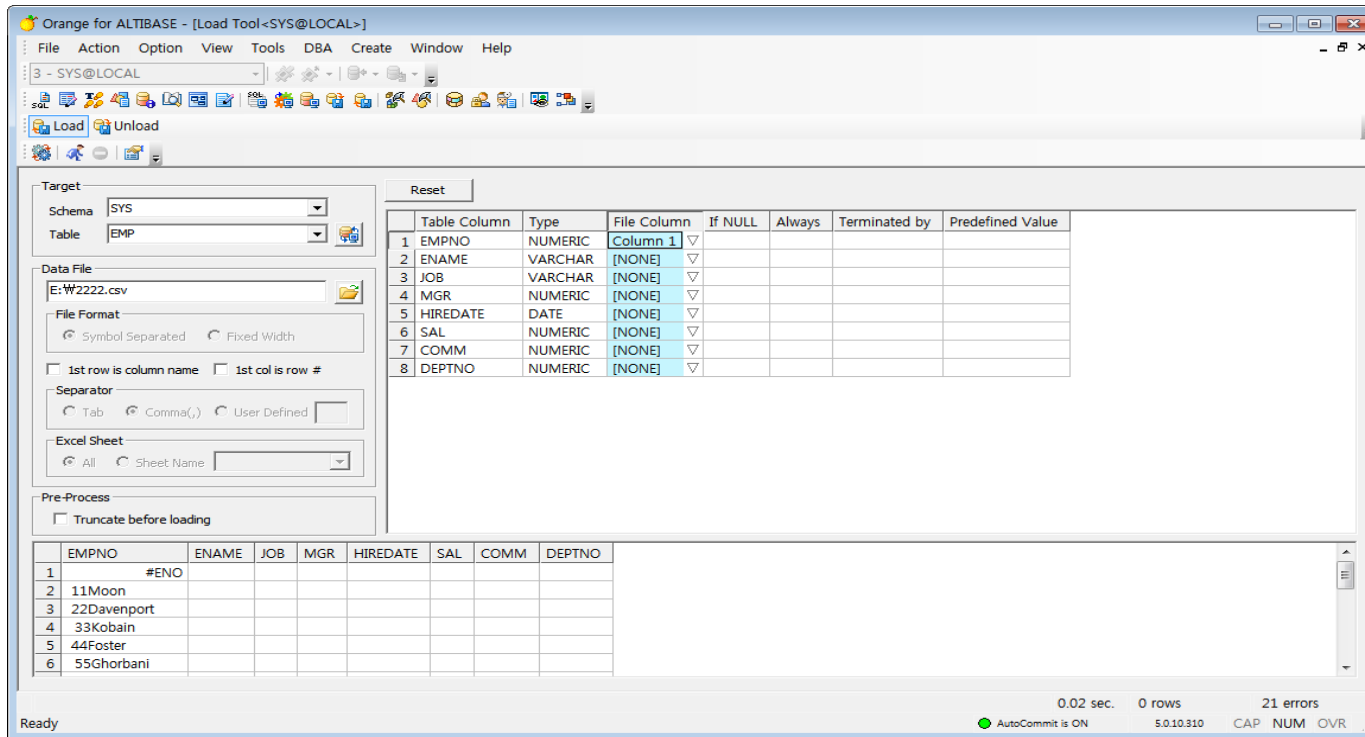 Orange for ALTIBASE - [Load Tool<SYS@LOCAL>]
File Action Option View Tools DBA Create Window Help
3 - SYS@LOCAL
SQL
Load Unload
Target
Schema SYS
Table EMP
Data File
E:₩2222.csv
File Format
Symbol Separated Fixed Width
1st row is column name 1st col is row #
Separator
Tab Comma(,) User Defined
Excel Sheet
All Sheet Name
Pre-Process
Truncate before loading
Reset
Table Column Type File Column If NULL Always Terminated by Predefined Value
1 EMPNO NUMERIC Column 1
2 ENAME VARCHAR [NONE]
3 JOB VARCHAR [NONE]
4 MGR NUMERIC [NONE]
5 HIREDATE DATE [NONE]
6 SAL NUMERIC [NONE]
7 COMM NUMERIC [NONE]
8 DEPTNO NUMERIC [NONE]
EMPNO ENAME JOB MGR HIREDATE SAL COMM DEPTNO
1 #ENO
2 11Moon
3 22Davenport
4 33Kobain
5 44Foster
6 55Ghorbani
0.02 sec. 0 rows 21 errors
Ready AutoCommit is ON 5.0.10.310 CAP NUM OVR